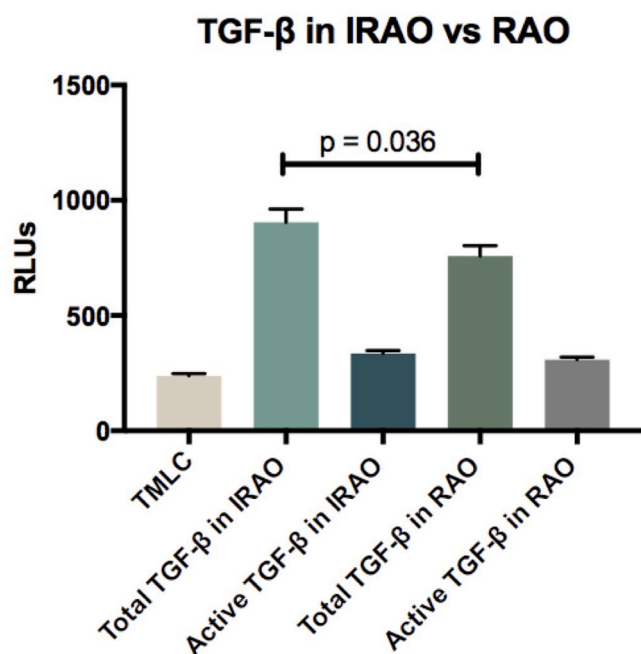 TGF-β in IRAO vs RAO
1500
p = 0.036
1000
RLUs
500
0
TMLC
Total TGF-β in IRAO
Active TGF-β in IRAO
Total TGF-β in RAO
Active TGF-β in RAO